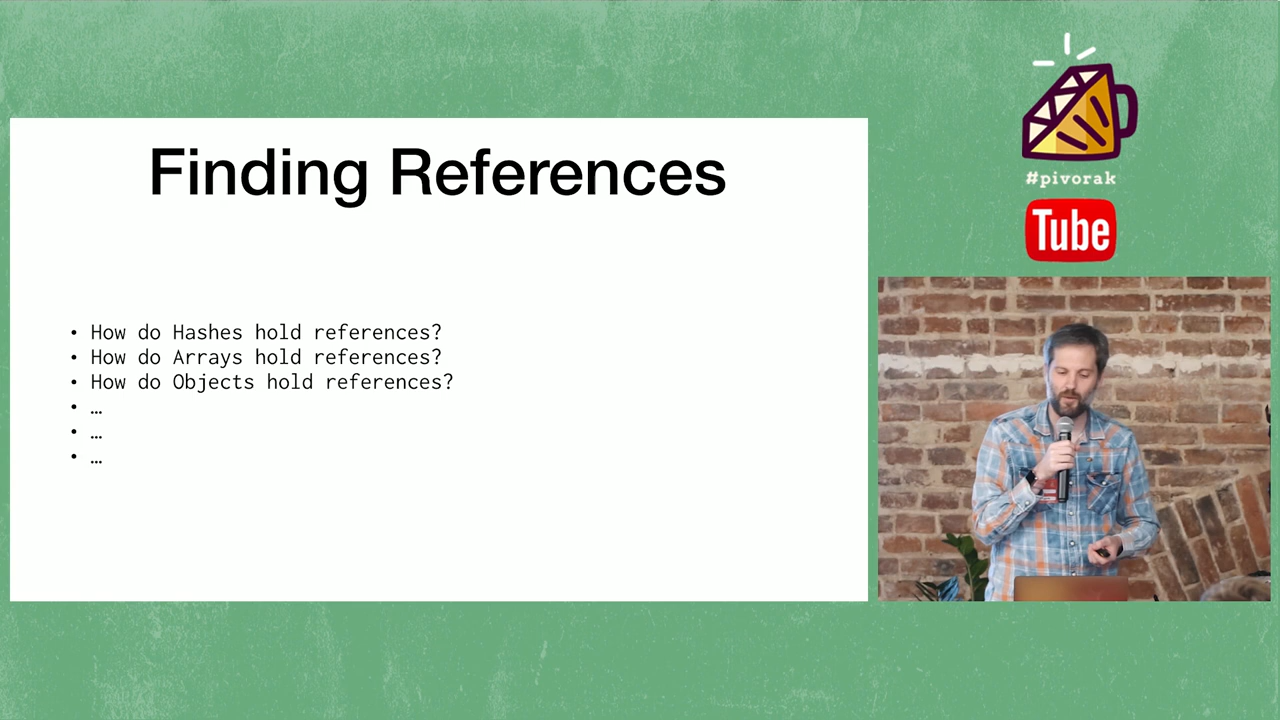 Finding References
• How do Hashes hold references?
• How do Arrays hold references?
• How do Objects hold references?
• …
• …
• …
#pivorak
Tube